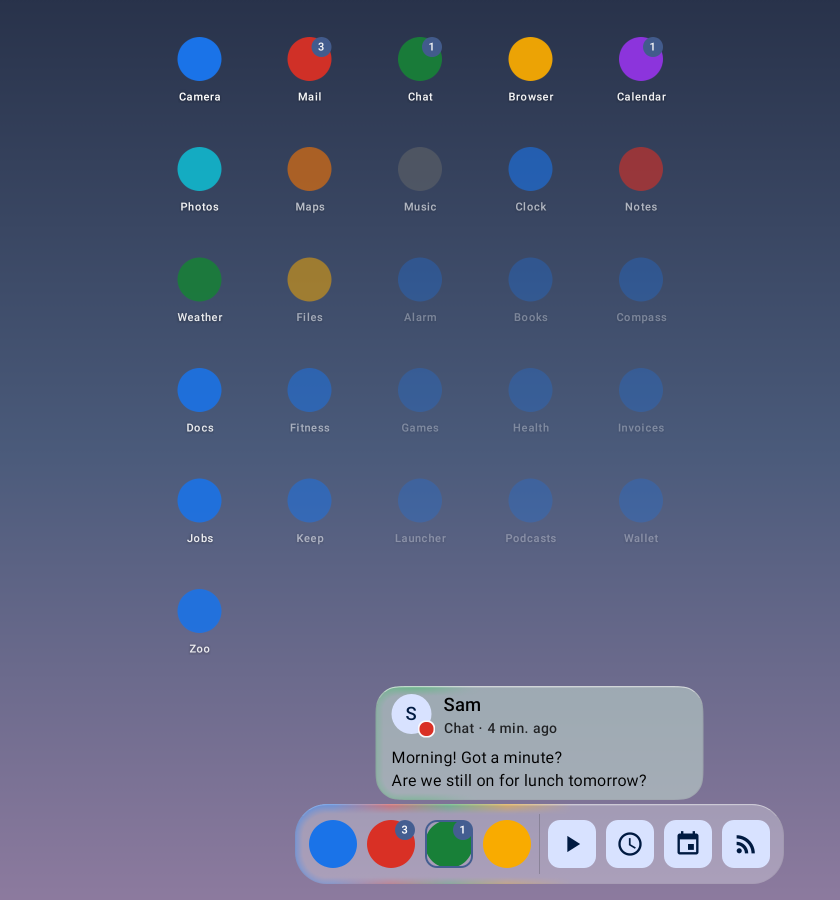 3
1
1
Camera
Mail
Chat
Browser
Calendar
Photos
Maps
Music
Clock
Notes
Weather
Files
Alarm
Books
Compass
Docs
Fitness
Games
Health
Invoices
Jobs
Keep
Launcher
Podcasts
Wallet
Zoo
S
Sam
Chat · 4 min. ago
Morning! Got a minute?
Are we still on for lunch tomorrow?
3
1